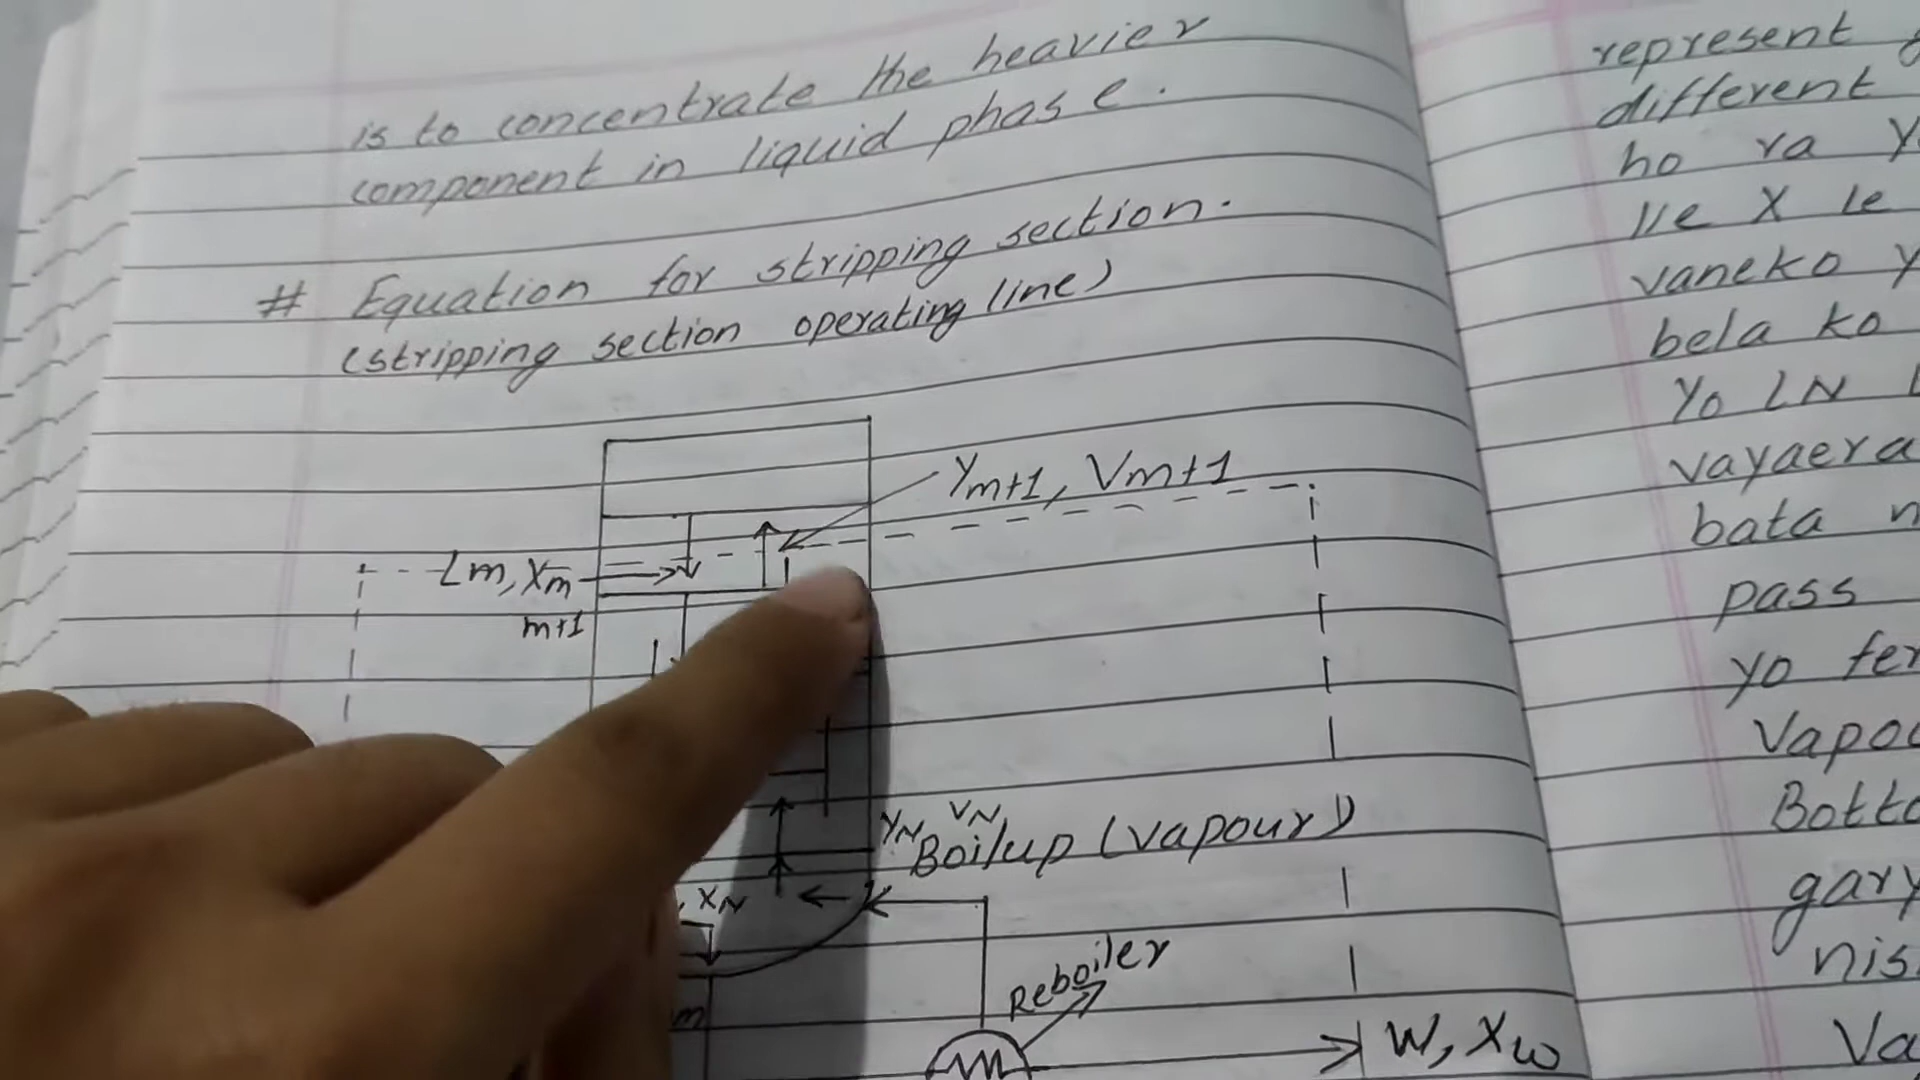 is to concentrate the heavier
component in liquid phase.
# Equation for stripping section.
(stripping section operating line)
Ym+1, Vm+1
Lm, Xm
m+1
YN VN
Boilup (vapour)
, XN
Reboiler
m
W, Xw
represent
different
ho ra
lle X le
vaneko Y
bela ko
Yo LN
vayaera
bata
pass
yo
Vapo
Botto
gary
nis
Va